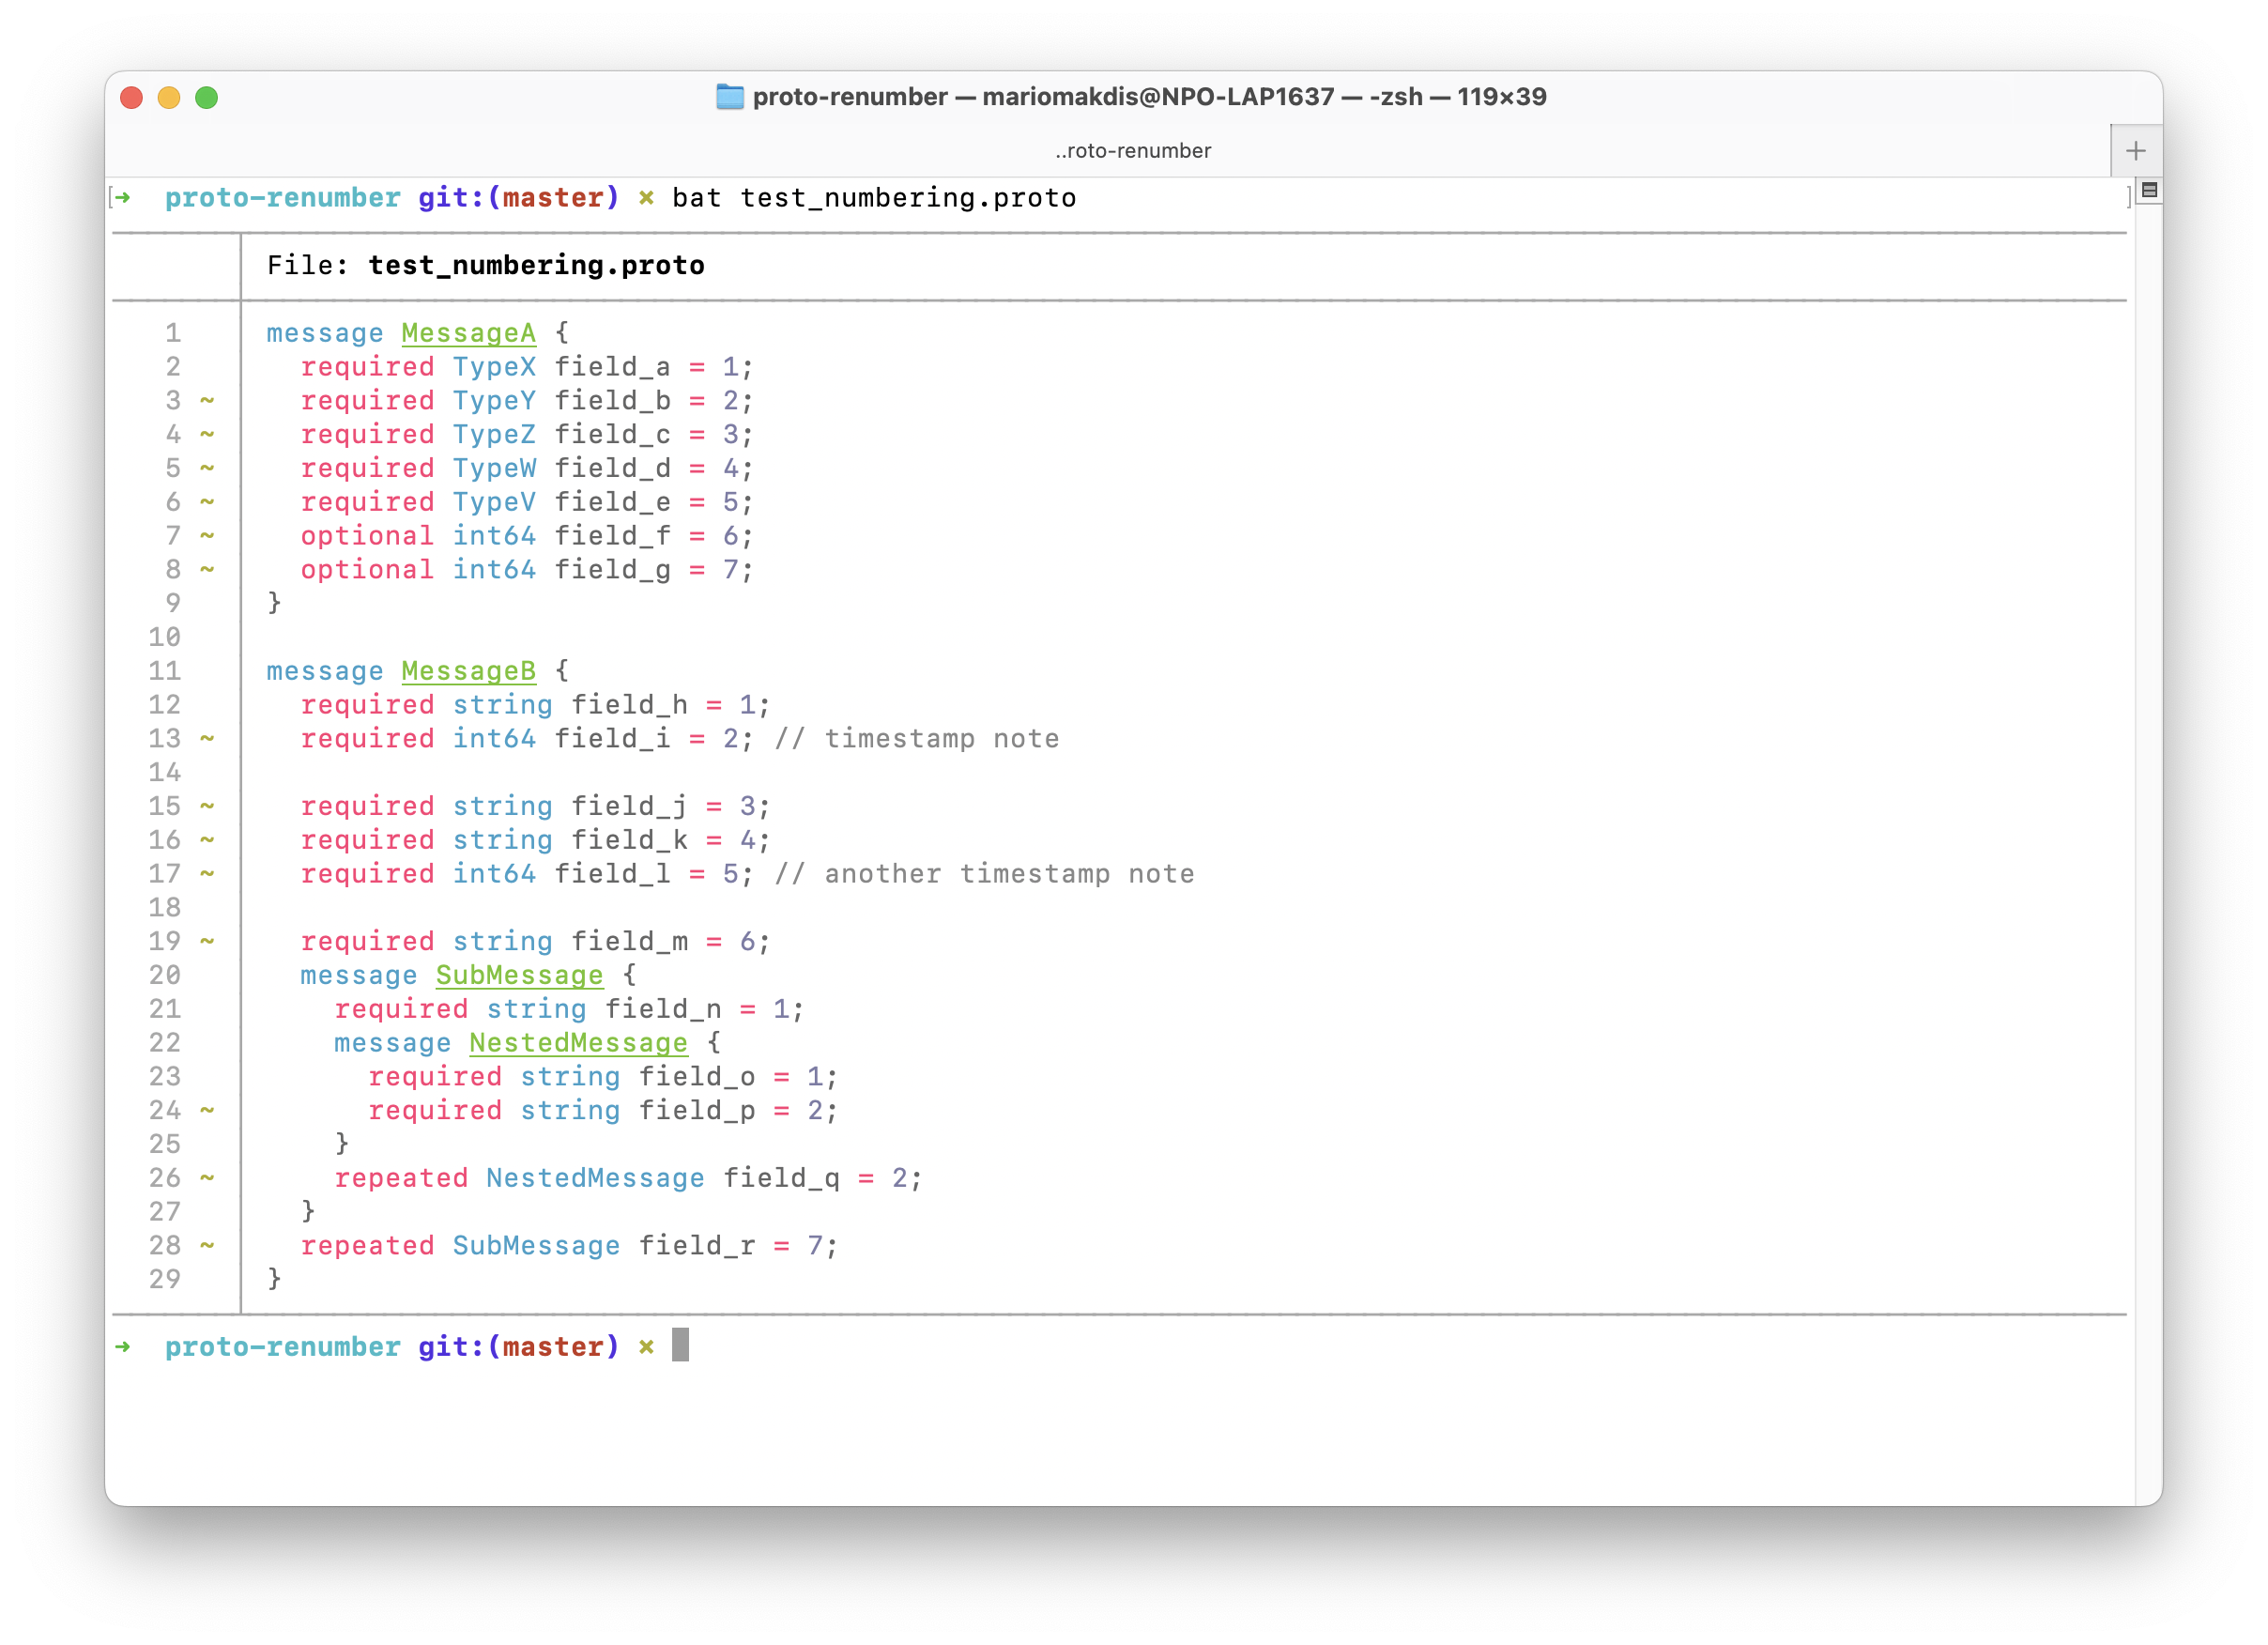 proto-renumber — mariomakdis@NPO-LAP1637 — -zsh — 119×39
..roto-renumber
[➜  proto-renumber git:(master) ✗ bat test_numbering.proto ]
File: test_numbering.proto
1 message MessageA {
2   required TypeX field_a = 1;
3 ~   required TypeY field_b = 2;
4 ~   required TypeZ field_c = 3;
5 ~   required TypeW field_d = 4;
6 ~   required TypeV field_e = 5;
7 ~   optional int64 field_f = 6;
8 ~   optional int64 field_g = 7;
9 }
10
11 message MessageB {
12   required string field_h = 1;
13 ~   required int64 field_i = 2; // timestamp note
14
15 ~   required string field_j = 3;
16 ~   required string field_k = 4;
17 ~   required int64 field_l = 5; // another timestamp note
18
19 ~   required string field_m = 6;
20   message SubMessage {
21     required string field_n = 1;
22     message NestedMessage {
23       required string field_o = 1;
24 ~       required string field_p = 2;
25     }
26 ~     repeated NestedMessage field_q = 2;
27   }
28 ~   repeated SubMessage field_r = 7;
29 }
➜  proto-renumber git:(master) ✗